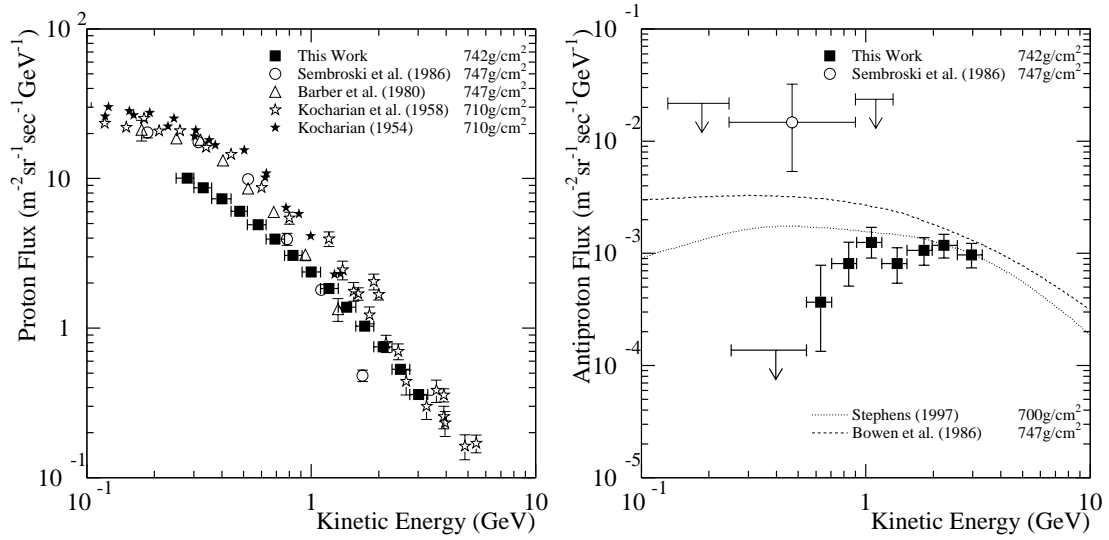 Proton Flux (m⁻²sr⁻¹sec⁻¹GeV⁻¹)
10²
10
1
10⁻¹
This Work 742g/cm²
Sembroski et al. (1986) 747g/cm²
Barber et al. (1980) 747g/cm²
Kocharian et al. (1958) 710g/cm²
Kocharian (1954) 710g/cm²
10⁻¹ 1 10
Kinetic Energy (GeV)
Antiproton Flux (m⁻²sr⁻¹sec⁻¹GeV⁻¹)
10⁻¹
10⁻²
10⁻³
10⁻⁴
10⁻⁵
This Work 742g/cm²
Sembroski et al. (1986) 747g/cm²
Stephens (1997) 700g/cm²
Bowen et al. (1986) 747g/cm²
10⁻¹ 1 10
Kinetic Energy (GeV)